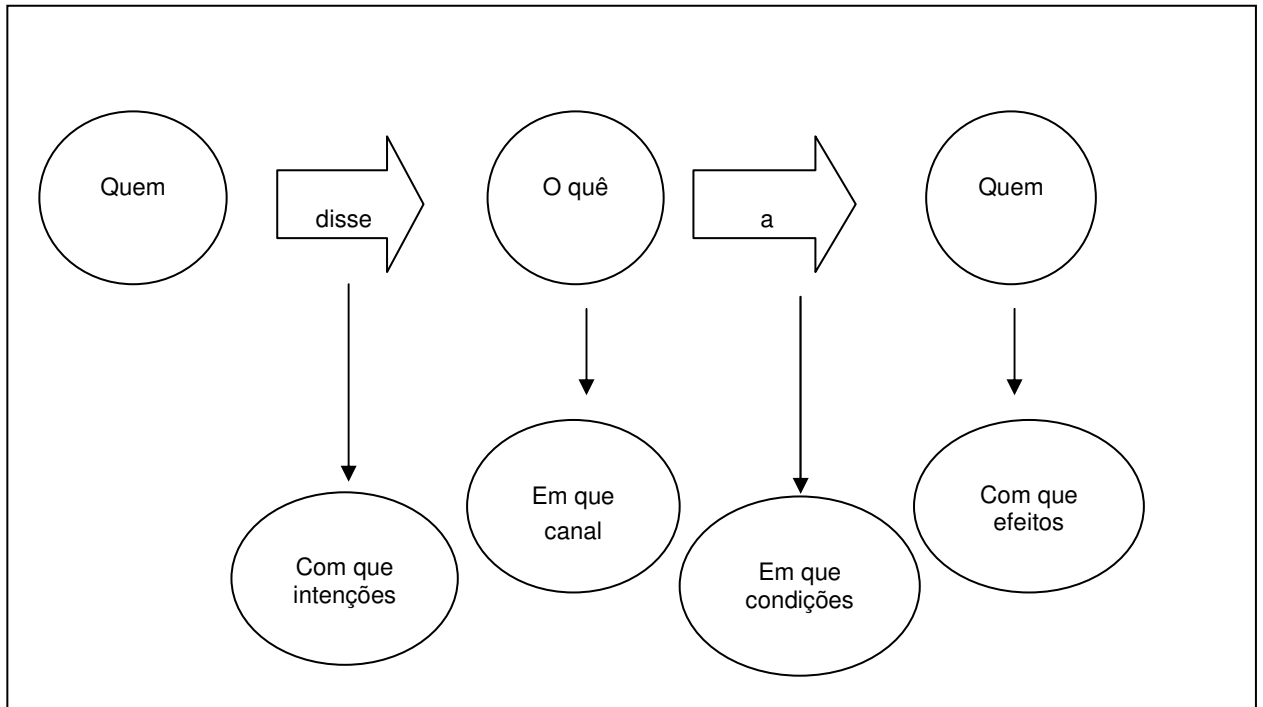 Quem
disse
O quê
a
Quem
Com que
intenções
Em que
canal
Em que
condições
Com que
efeitos